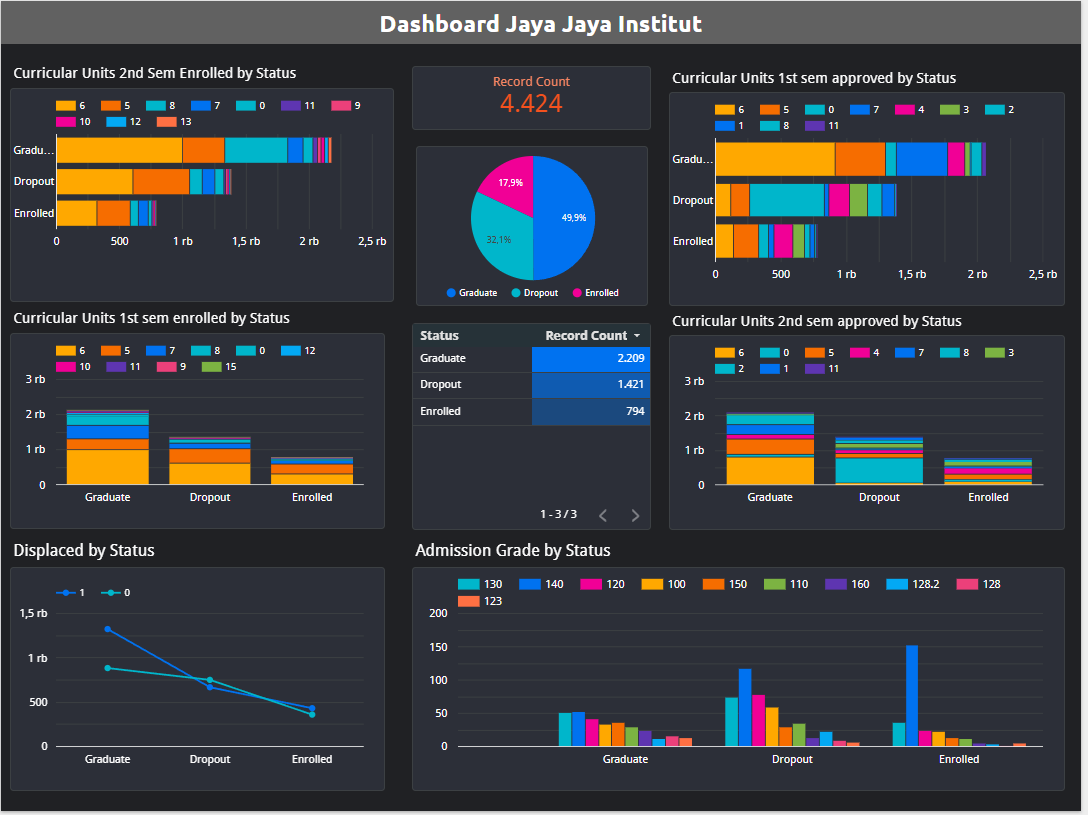 Dashboard Jaya Jaya Institut
Curricular Units 2nd Sem Enrolled by Status
6 5 8 7 0 11 9
10 12 13
Gradu...
Dropout
Enrolled
0 500 1 rb 1,5 rb 2 rb 2,5 rb
Record Count
4.424
17,9%
49,9%
32,1%
Graduate Dropout Enrolled
Curricular Units 1st sem approved by Status
6 5 0 7 4 3 2
1 8 11
Gradu...
Dropout
Enrolled
0 500 1 rb 1,5 rb 2 rb 2,5 rb
Curricular Units 1st sem enrolled by Status
6 5 7 8 0 12
10 11 9 15
3 rb
2 rb
1 rb
0
Graduate Dropout Enrolled
Status Record Count
Graduate 2.209
Dropout 1.421
Enrolled 794
1 - 3 / 3
Curricular Units 2nd sem approved by Status
6 0 5 4 7 8 3
2 1 11
3 rb
2 rb
1 rb
0
Graduate Dropout Enrolled
Displaced by Status
1 0
1,5 rb
1 rb
500
0
Graduate Dropout Enrolled
Admission Grade by Status
130 140 120 100 150 110 160 128.2 128
123
200
150
100
50
0
Graduate Dropout Enrolled